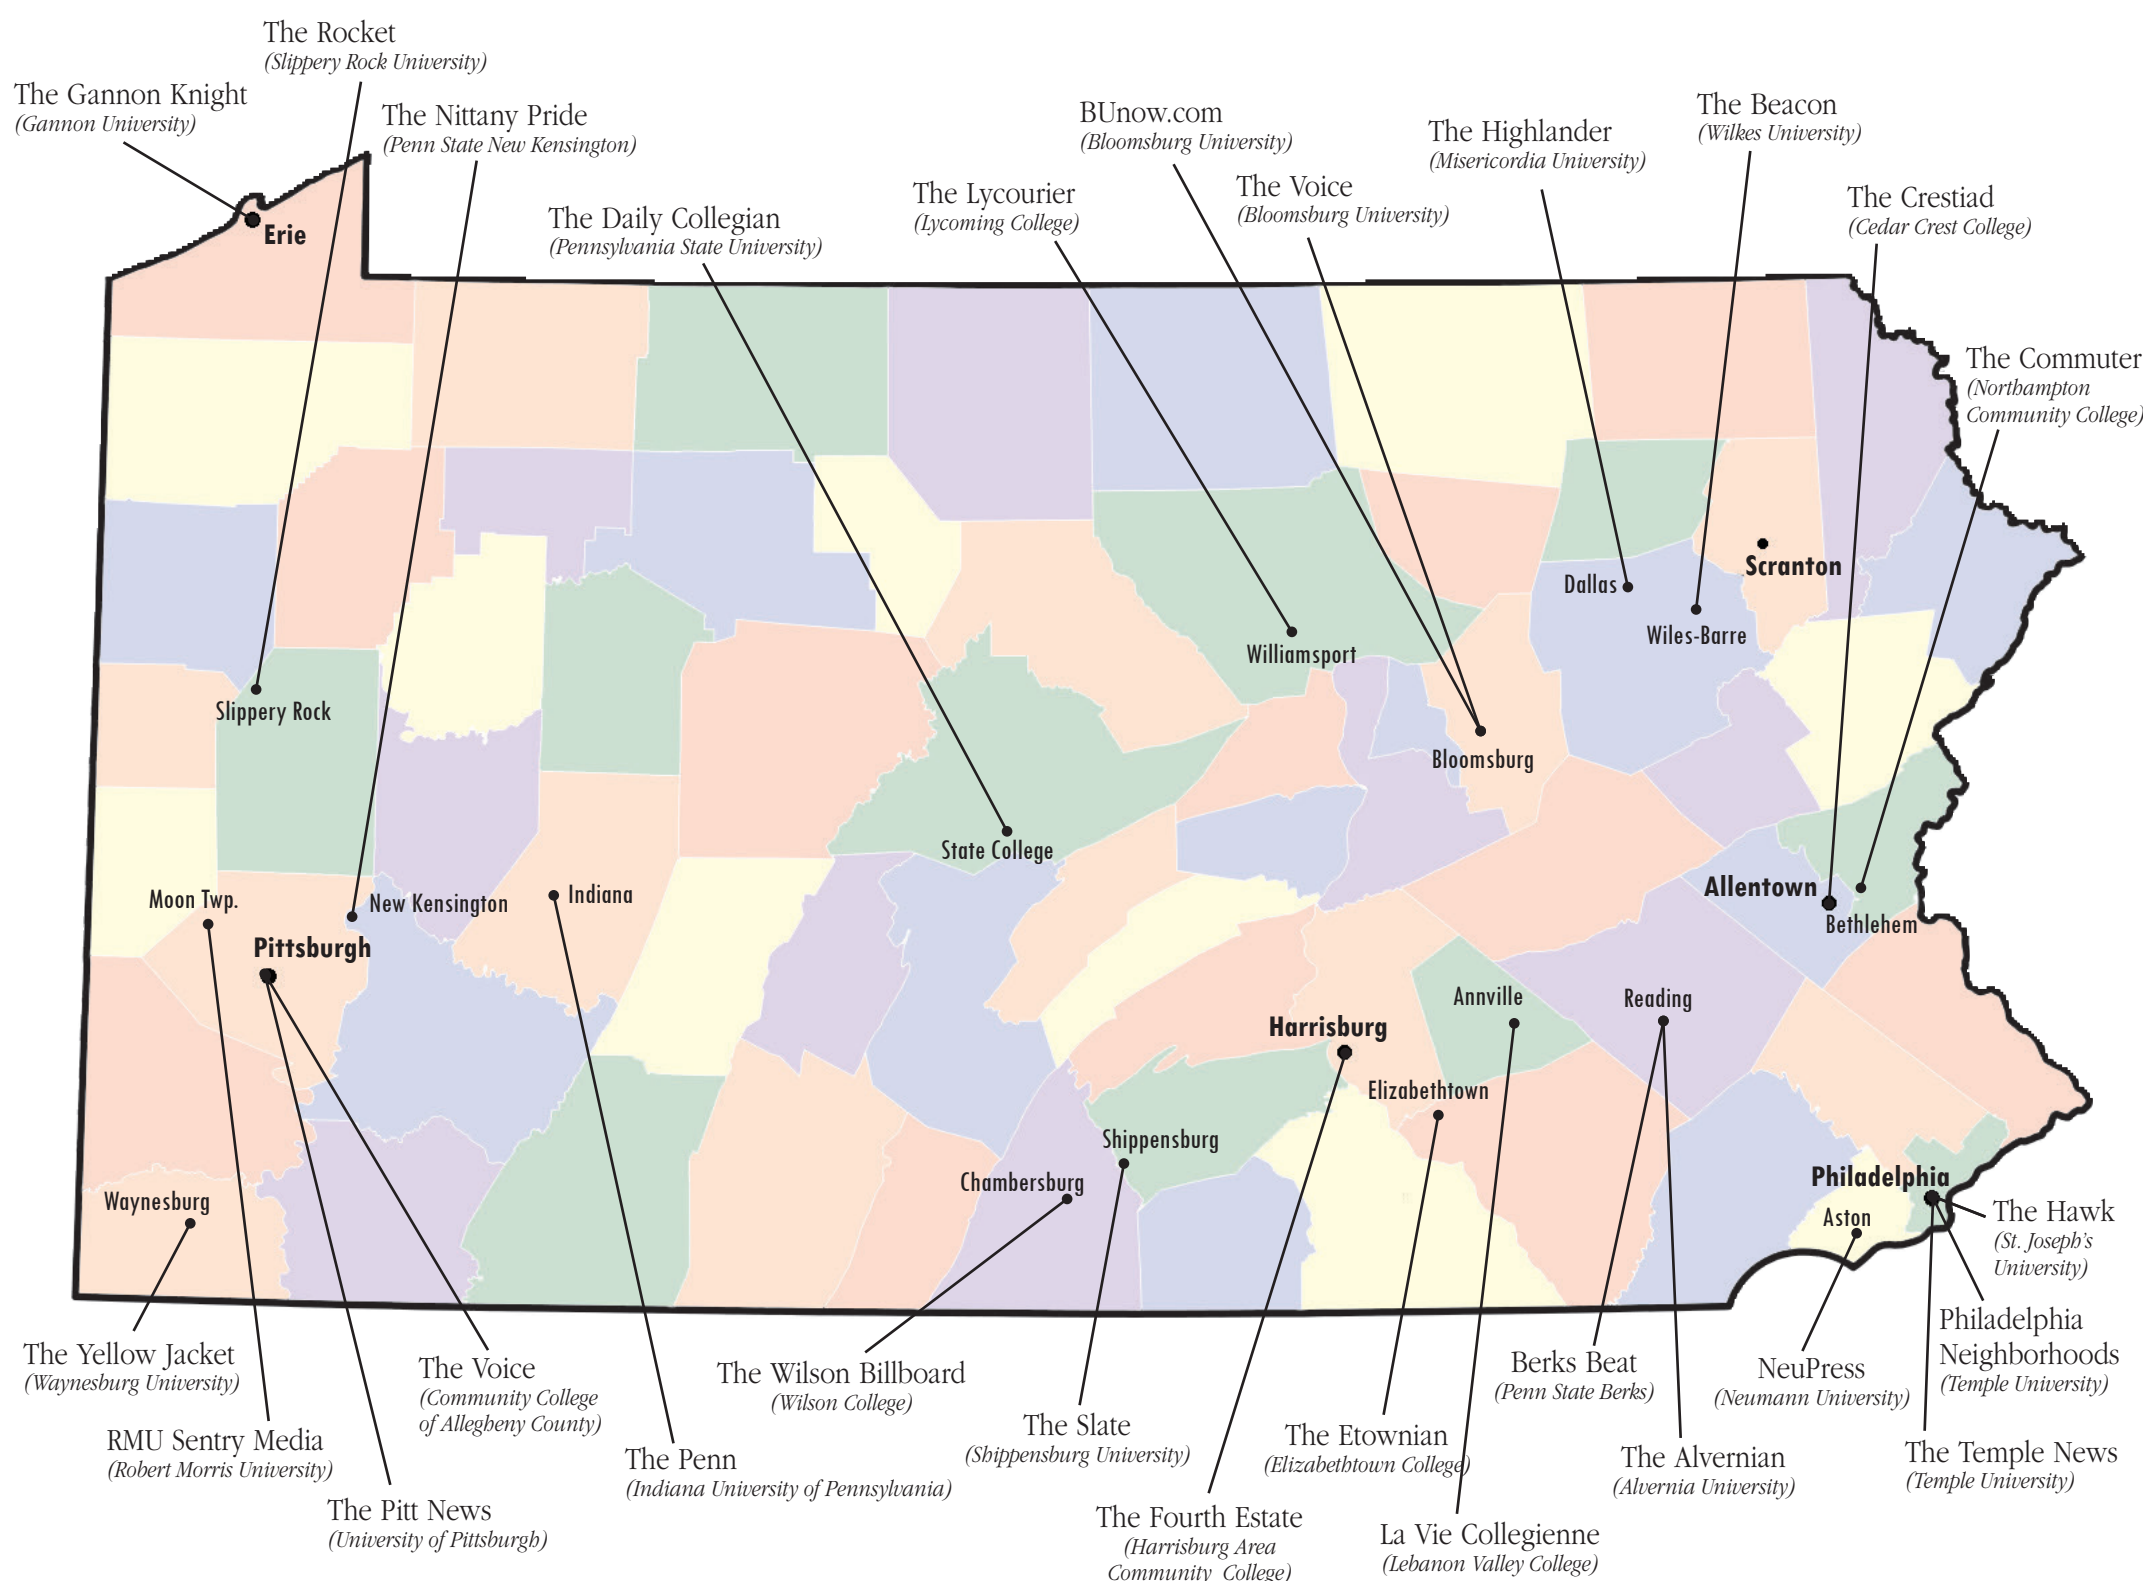 The Rocket
(Slippery Rock University)
The Gannon Knight
(Gannon University)
The Nittany Pride
(Penn State New Kensington)
BUnow.com
(Bloomsburg University)
The Highlander
(Misericordia University)
The Beacon
(Wilkes University)
The Daily Collegian
(Pennsylvania State University)
The Lycourier
(Lycoming College)
The Voice
(Bloomsburg University)
The Crestiad
(Cedar Crest College)
The Commuter
(Northampton
Community College)
Erie
Scranton
Dallas
Wiles-Barre
Williamsport
Slippery Rock
Bloomsburg
State College
Allentown
Bethlehem
Moon Twp.
New Kensington
Indiana
Pittsburgh
Annville
Reading
Harrisburg
Elizabethtown
Shippensburg
Chambersburg
Waynesburg
Philadelphia
Aston
The Hawk
(St. Joseph's
University)
Philadelphia
Neighborhoods
(Temple University)
The Yellow Jacket
(Waynesburg University)
The Voice
(Community College
of Allegheny County)
The Wilson Billboard
(Wilson College)
Berks Beat
(Penn State Berks)
NeuPress
(Neumann University)
RMU Sentry Media
(Robert Morris University)
The Penn
(Indiana University of Pennsylvania)
The Slate
(Shippensburg University)
The Etownian
(Elizabethtown College)
The Alvernian
(Alvernia University)
The Temple News
(Temple University)
The Pitt News
(University of Pittsburgh)
The Fourth Estate
(Harrisburg Area
Community College)
La Vie Collegienne
(Lebanon Valley College)